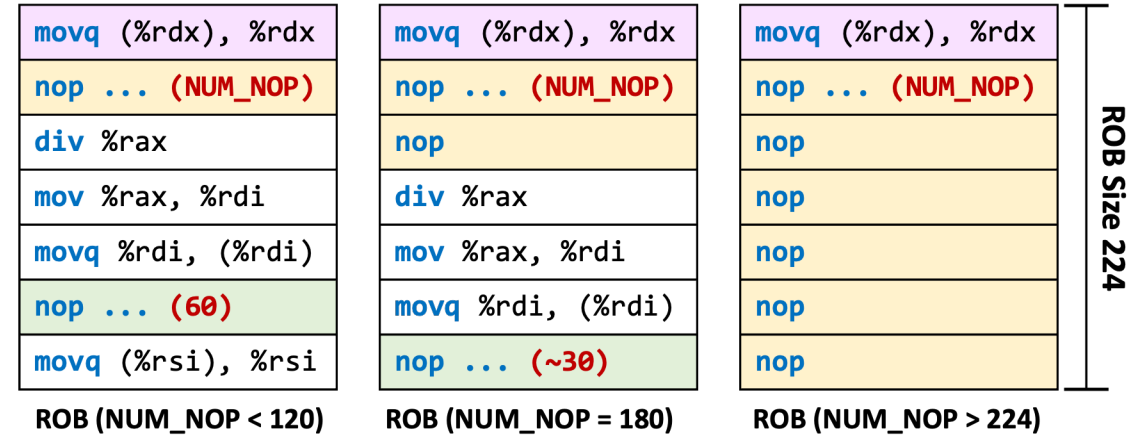 movq (%rdx), %rdx
nop ... (NUM_NOP)
div %rax
mov %rax, %rdi
movq %rdi, (%rdi)
nop ... (60)
movq (%rsi), %rsi
ROB (NUM_NOP < 120)
movq (%rdx), %rdx
nop ... (NUM_NOP)
nop
div %rax
mov %rax, %rdi
movq %rdi, (%rdi)
nop ... (~30)
ROB (NUM_NOP = 180)
movq (%rdx), %rdx
nop ... (NUM_NOP)
nop
nop
nop
nop
nop
ROB (NUM_NOP > 224)
ROB Size 224